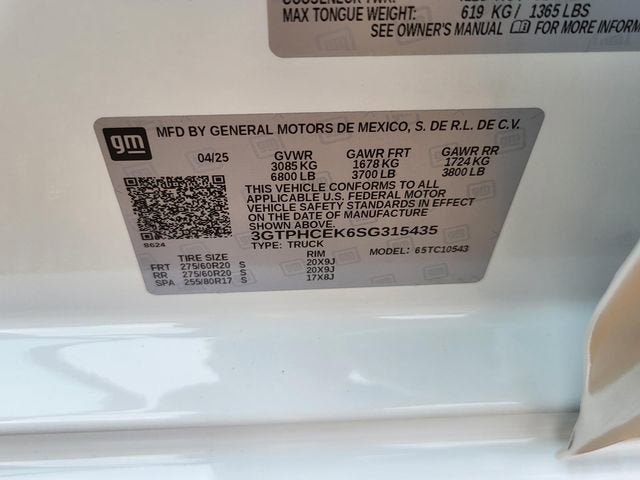 MAX TONGUE WEIGHT: 619 KG / 1365 LBS
SEE OWNER'S MANUAL FOR MORE INFORM
gm MFD BY GENERAL MOTORS DE MEXICO, S. DE R.L. DE C.V.
04/25 GVWR GAWR FRT GAWR RR
3085 KG 1678 KG 1724 KG
6800 LB 3700 LB 3800 LB
THIS VEHICLE CONFORMS TO ALL
APPLICABLE U.S. FEDERAL MOTOR
VEHICLE SAFETY STANDARDS IN EFFECT
ON THE DATE OF MANUFACTURE
SHOWN ABOVE.
3GTPHCEK6SG315435
8624
TYPE: TRUCK MODEL: 65TC10543
TIRE SIZE RIM
FRT 275/60R20 S 20X9J
RR 275/60R20 S 20X9J
SPA 255/80R17 S 17X8J